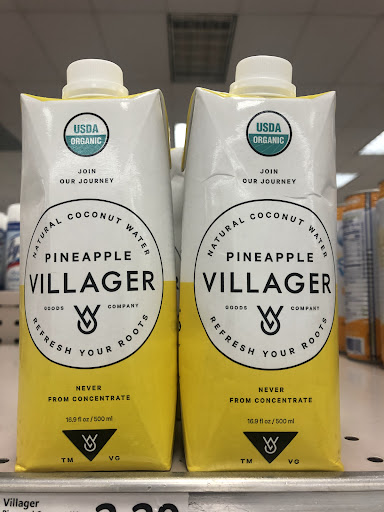 USDA
ORGANIC
JOIN
OUR JOURNEY
NATURAL COCONUT WATER
PINEAPPLE
VILLAGER
GOODS COMPANY
REFRESH YOUR ROOTS
NEVER
FROM CONCENTRATE
16.9 fl oz / 500 ml
TM VG
USDA
ORGANIC
JOIN
OUR JOURNEY
NATURAL COCONUT WATER
PINEAPPLE
VILLAGER
GOODS COMPANY
REFRESH YOUR ROOTS
NEVER
FROM CONCENTRATE
16.9 fl oz / 500 ml
TM VG
Villager